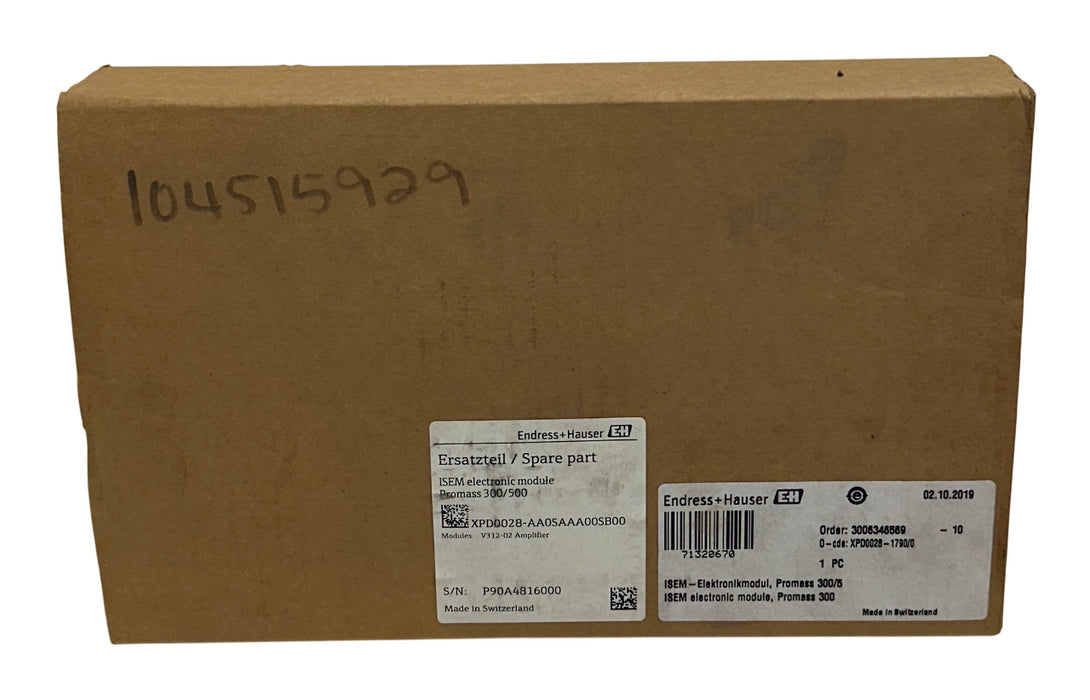 104515929
Endress+Hauser EH
Ersatzteil / Spare part
ISEM electronic module
Promass 300/500
XPD0028-AA0SAAA00SB00
Modules: V312-02 Amplifier
S/N: P90A4816000
Made in Switzerland
Endress+Hauser EH
02.10.2019
71320670
Order: 3006346569 - 10
O-cde: XPD0028-1790/0
1 PC
ISEM-Elektronikmodul, Promass 300/5
ISEM electronic module, Promass 300
Made in Switzerland